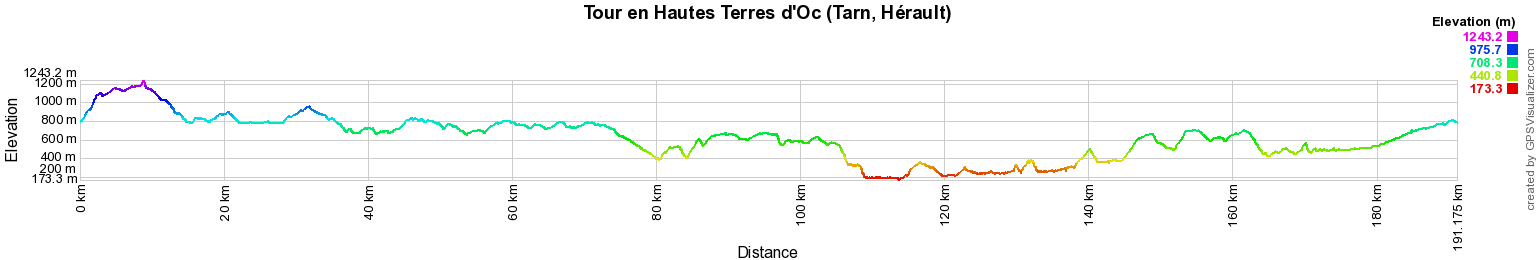 Tour en Hautes Terres d'Oc (Tarn, Hérault)
Elevation (m)
1243.2
975.7
708.3
440.8
173.3
1243.2 m
1200 m
1000 m
800 m
600 m
400 m
200 m
173.3 m
Elevation
0 km
20 km
40 km
60 km
80 km
100 km
120 km
140 km
160 km
180 km
191.175 km
Distance
created by GPSVisualizer.com